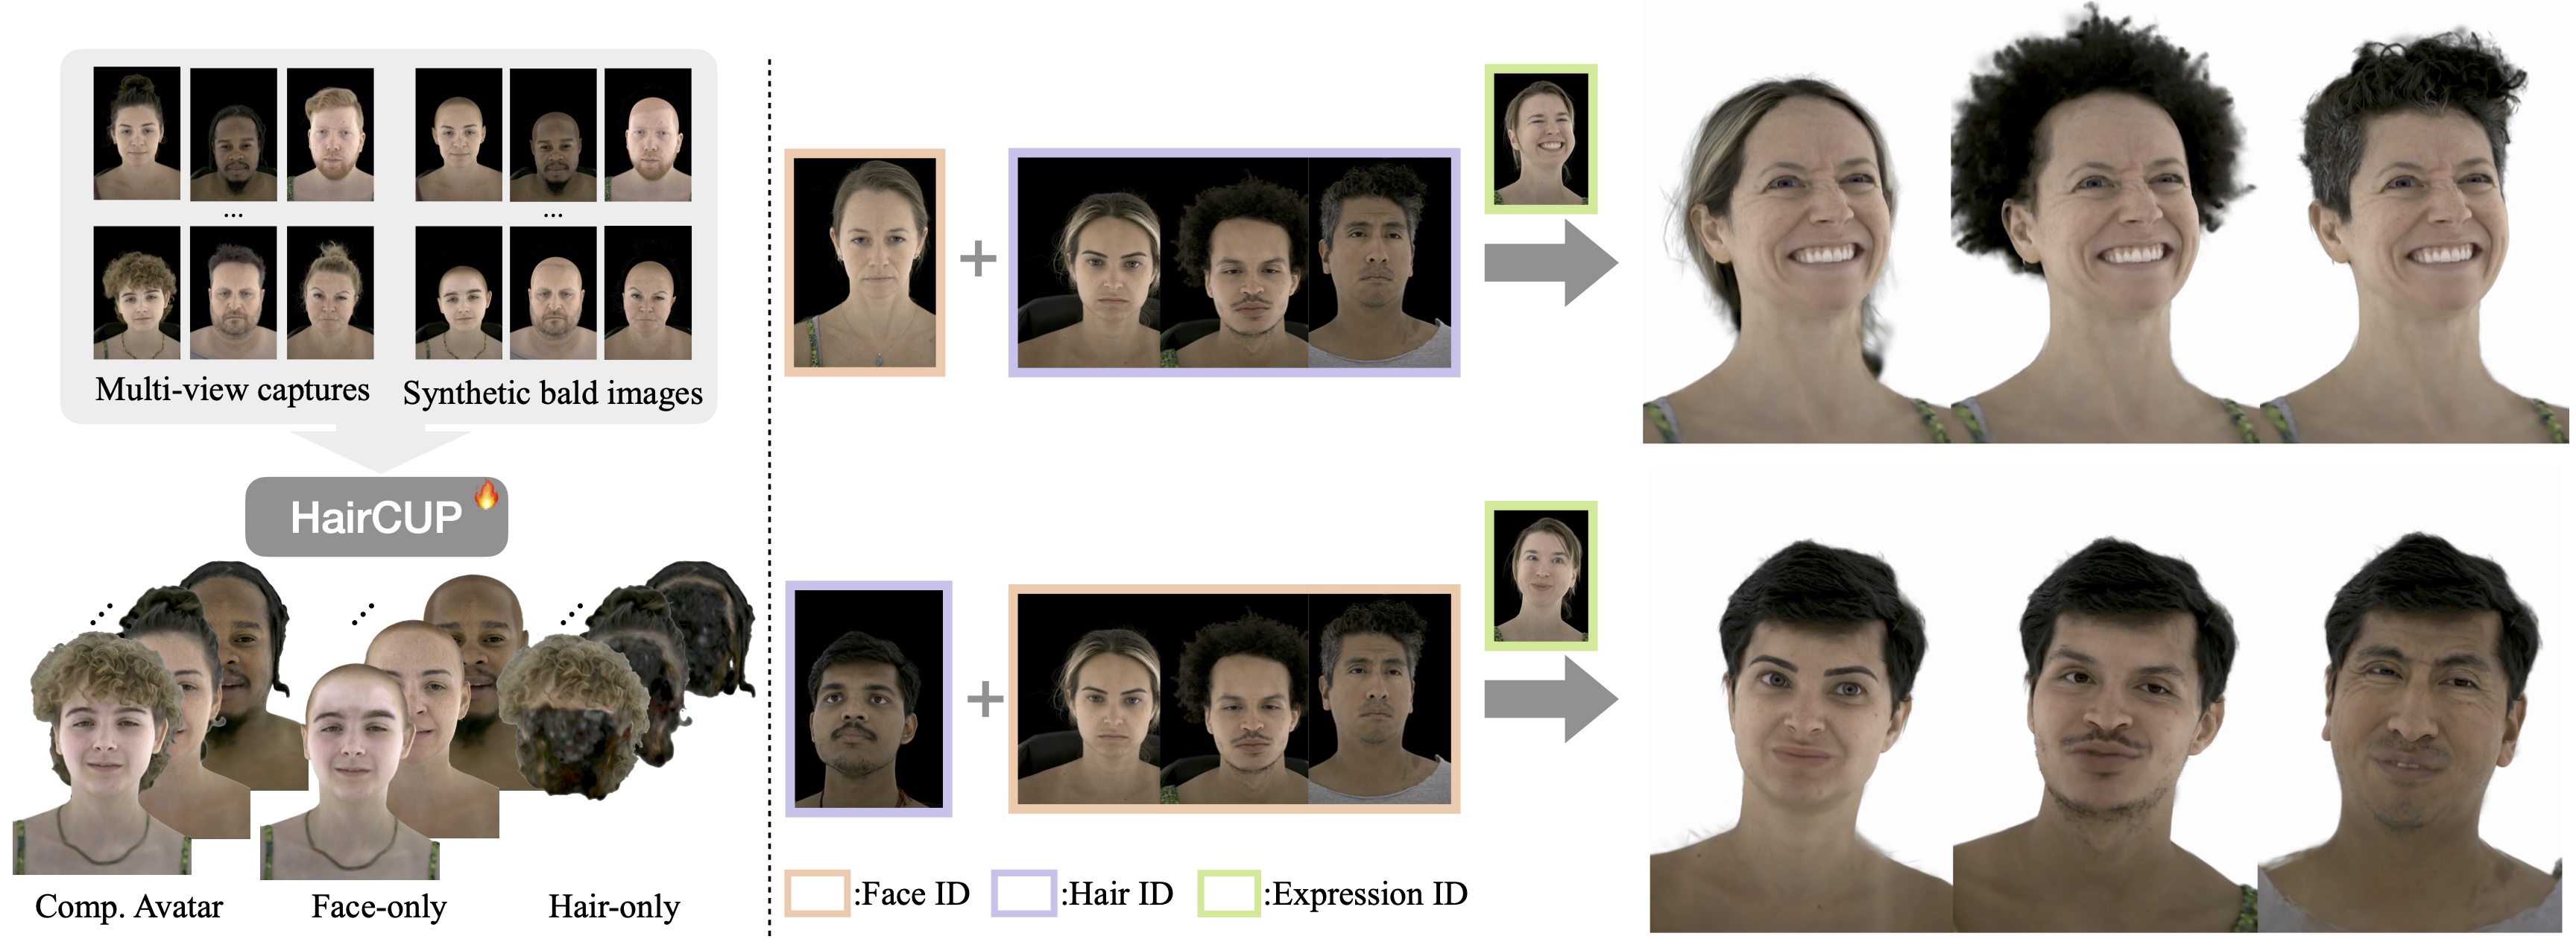 ...
...
Multi-view captures
Synthetic bald images
HairCUP
Comp. Avatar
Face-only
Hair-only
+
+
:Face ID
:Hair ID
:Expression ID